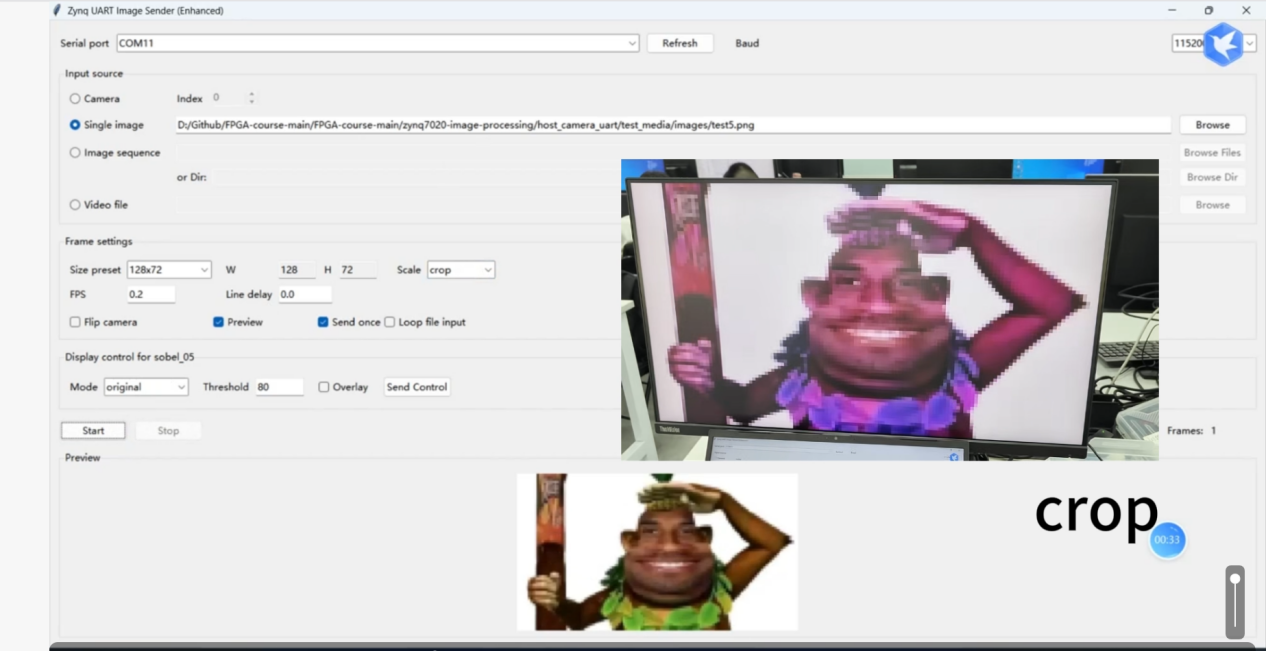 Zynq UART Image Sender (Enhanced)
Serial port COM11 Refresh Baud 11520
Input source
Camera Index 0
Single image D:/Github/FPGA-course-main/FPGA-course-main/zynq7020-image-processing/host_camera_uart/test_media/images/test5.png Browse
Image sequence Browse Files
or Dir: Browse Dir
Video file Browse
Frame settings
Size preset 128x72 W 128 H 72 Scale crop
FPS 0.2 Line delay 0.0
Flip camera Preview Send once Loop file input
Display control for sobel_05
Mode original Threshold 80 Overlay Send Control
Start Stop Frames: 1
Preview
crop
00:33